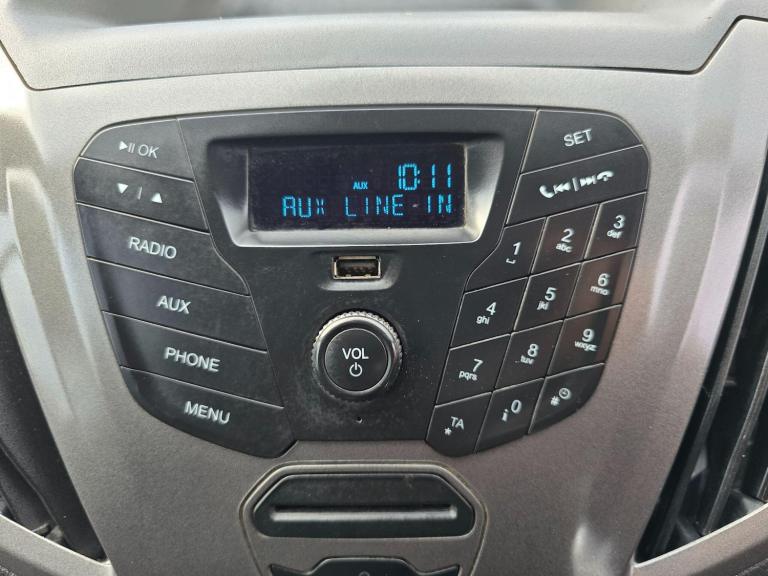 OK
SET
AUX 10:11
AUX LINE IN
RADIO
AUX
PHONE
MENU
VOL
1
2
abc
3
def
4
ghi
5
jkl
6
mno
7
pqrs
8
tuv
9
wxyz
TA
*
i 0
#